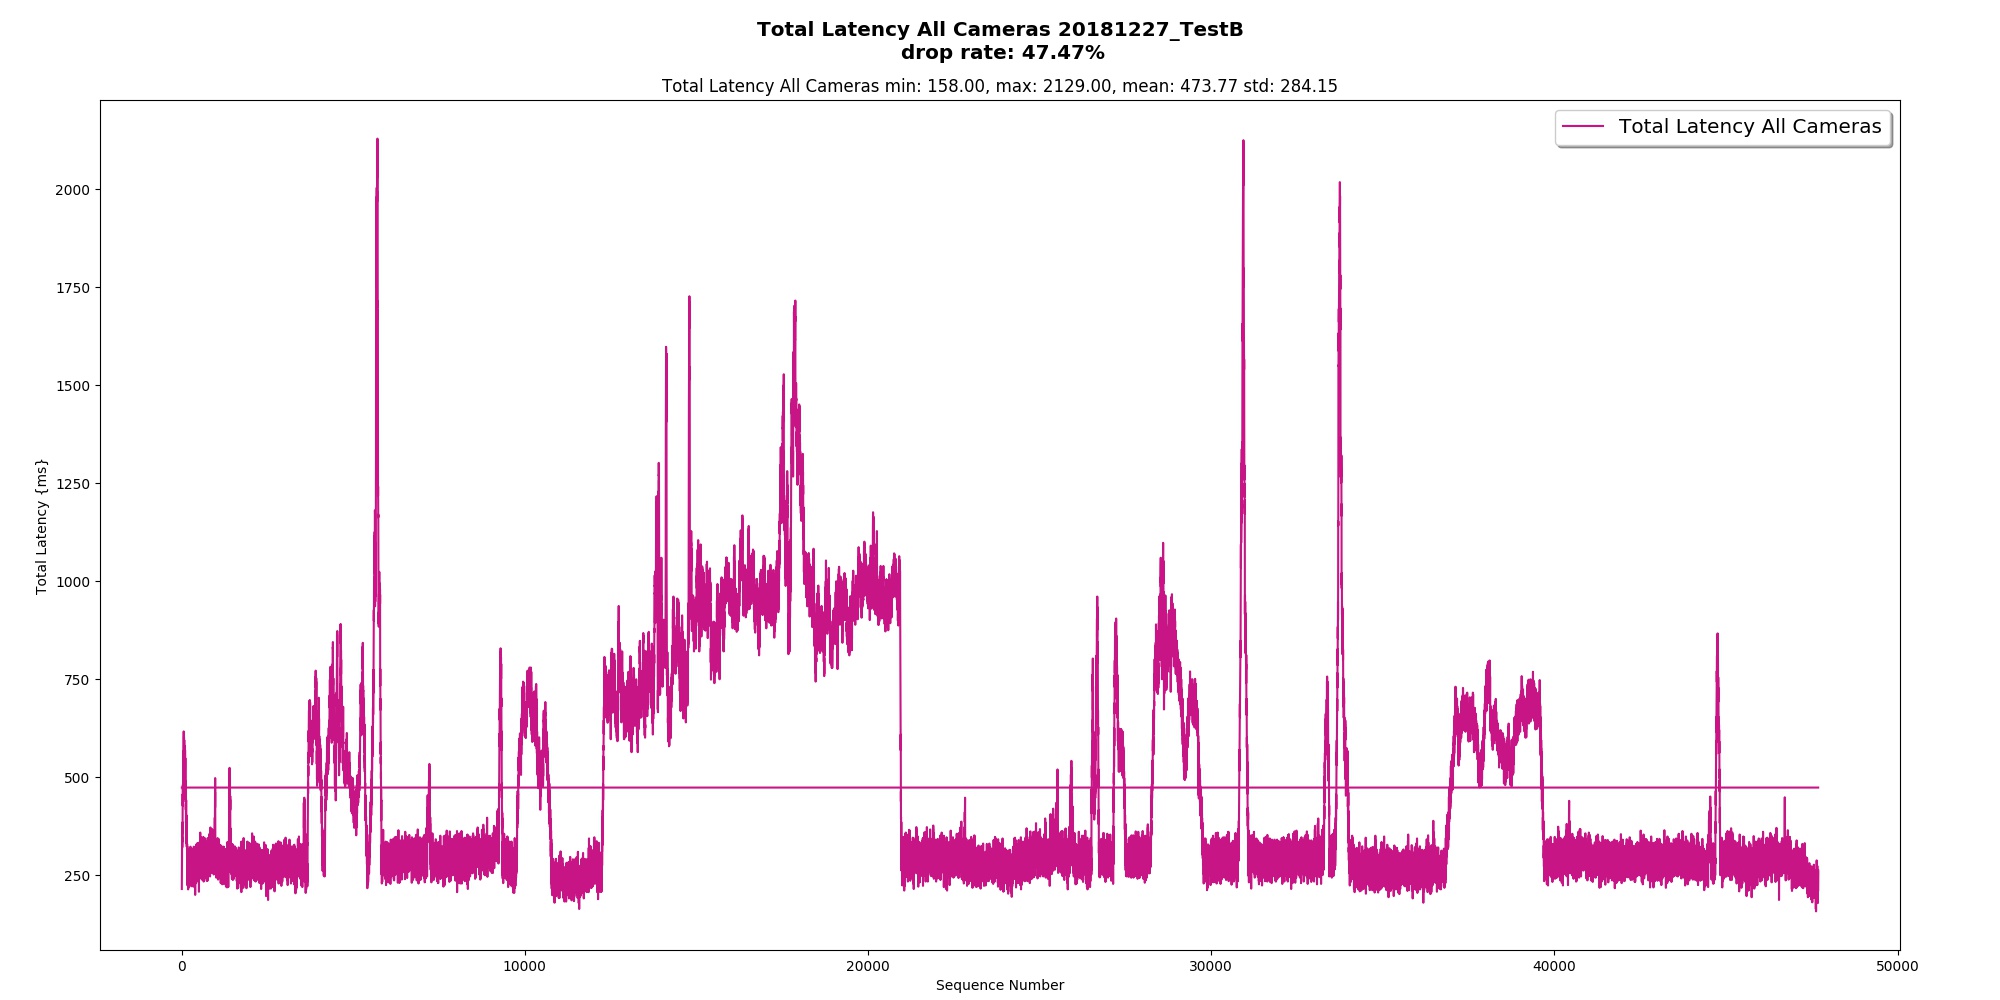 Total Latency All Cameras 20181227_TestB
drop rate: 47.47%
Total Latency All Cameras min: 158.00, max: 2129.00, mean: 473.77 std: 284.15
Total Latency All Cameras
2000
1750
1500
1250
1000
750
500
250
Total Latency {ms}
0
10000
20000
30000
40000
50000
Sequence Number